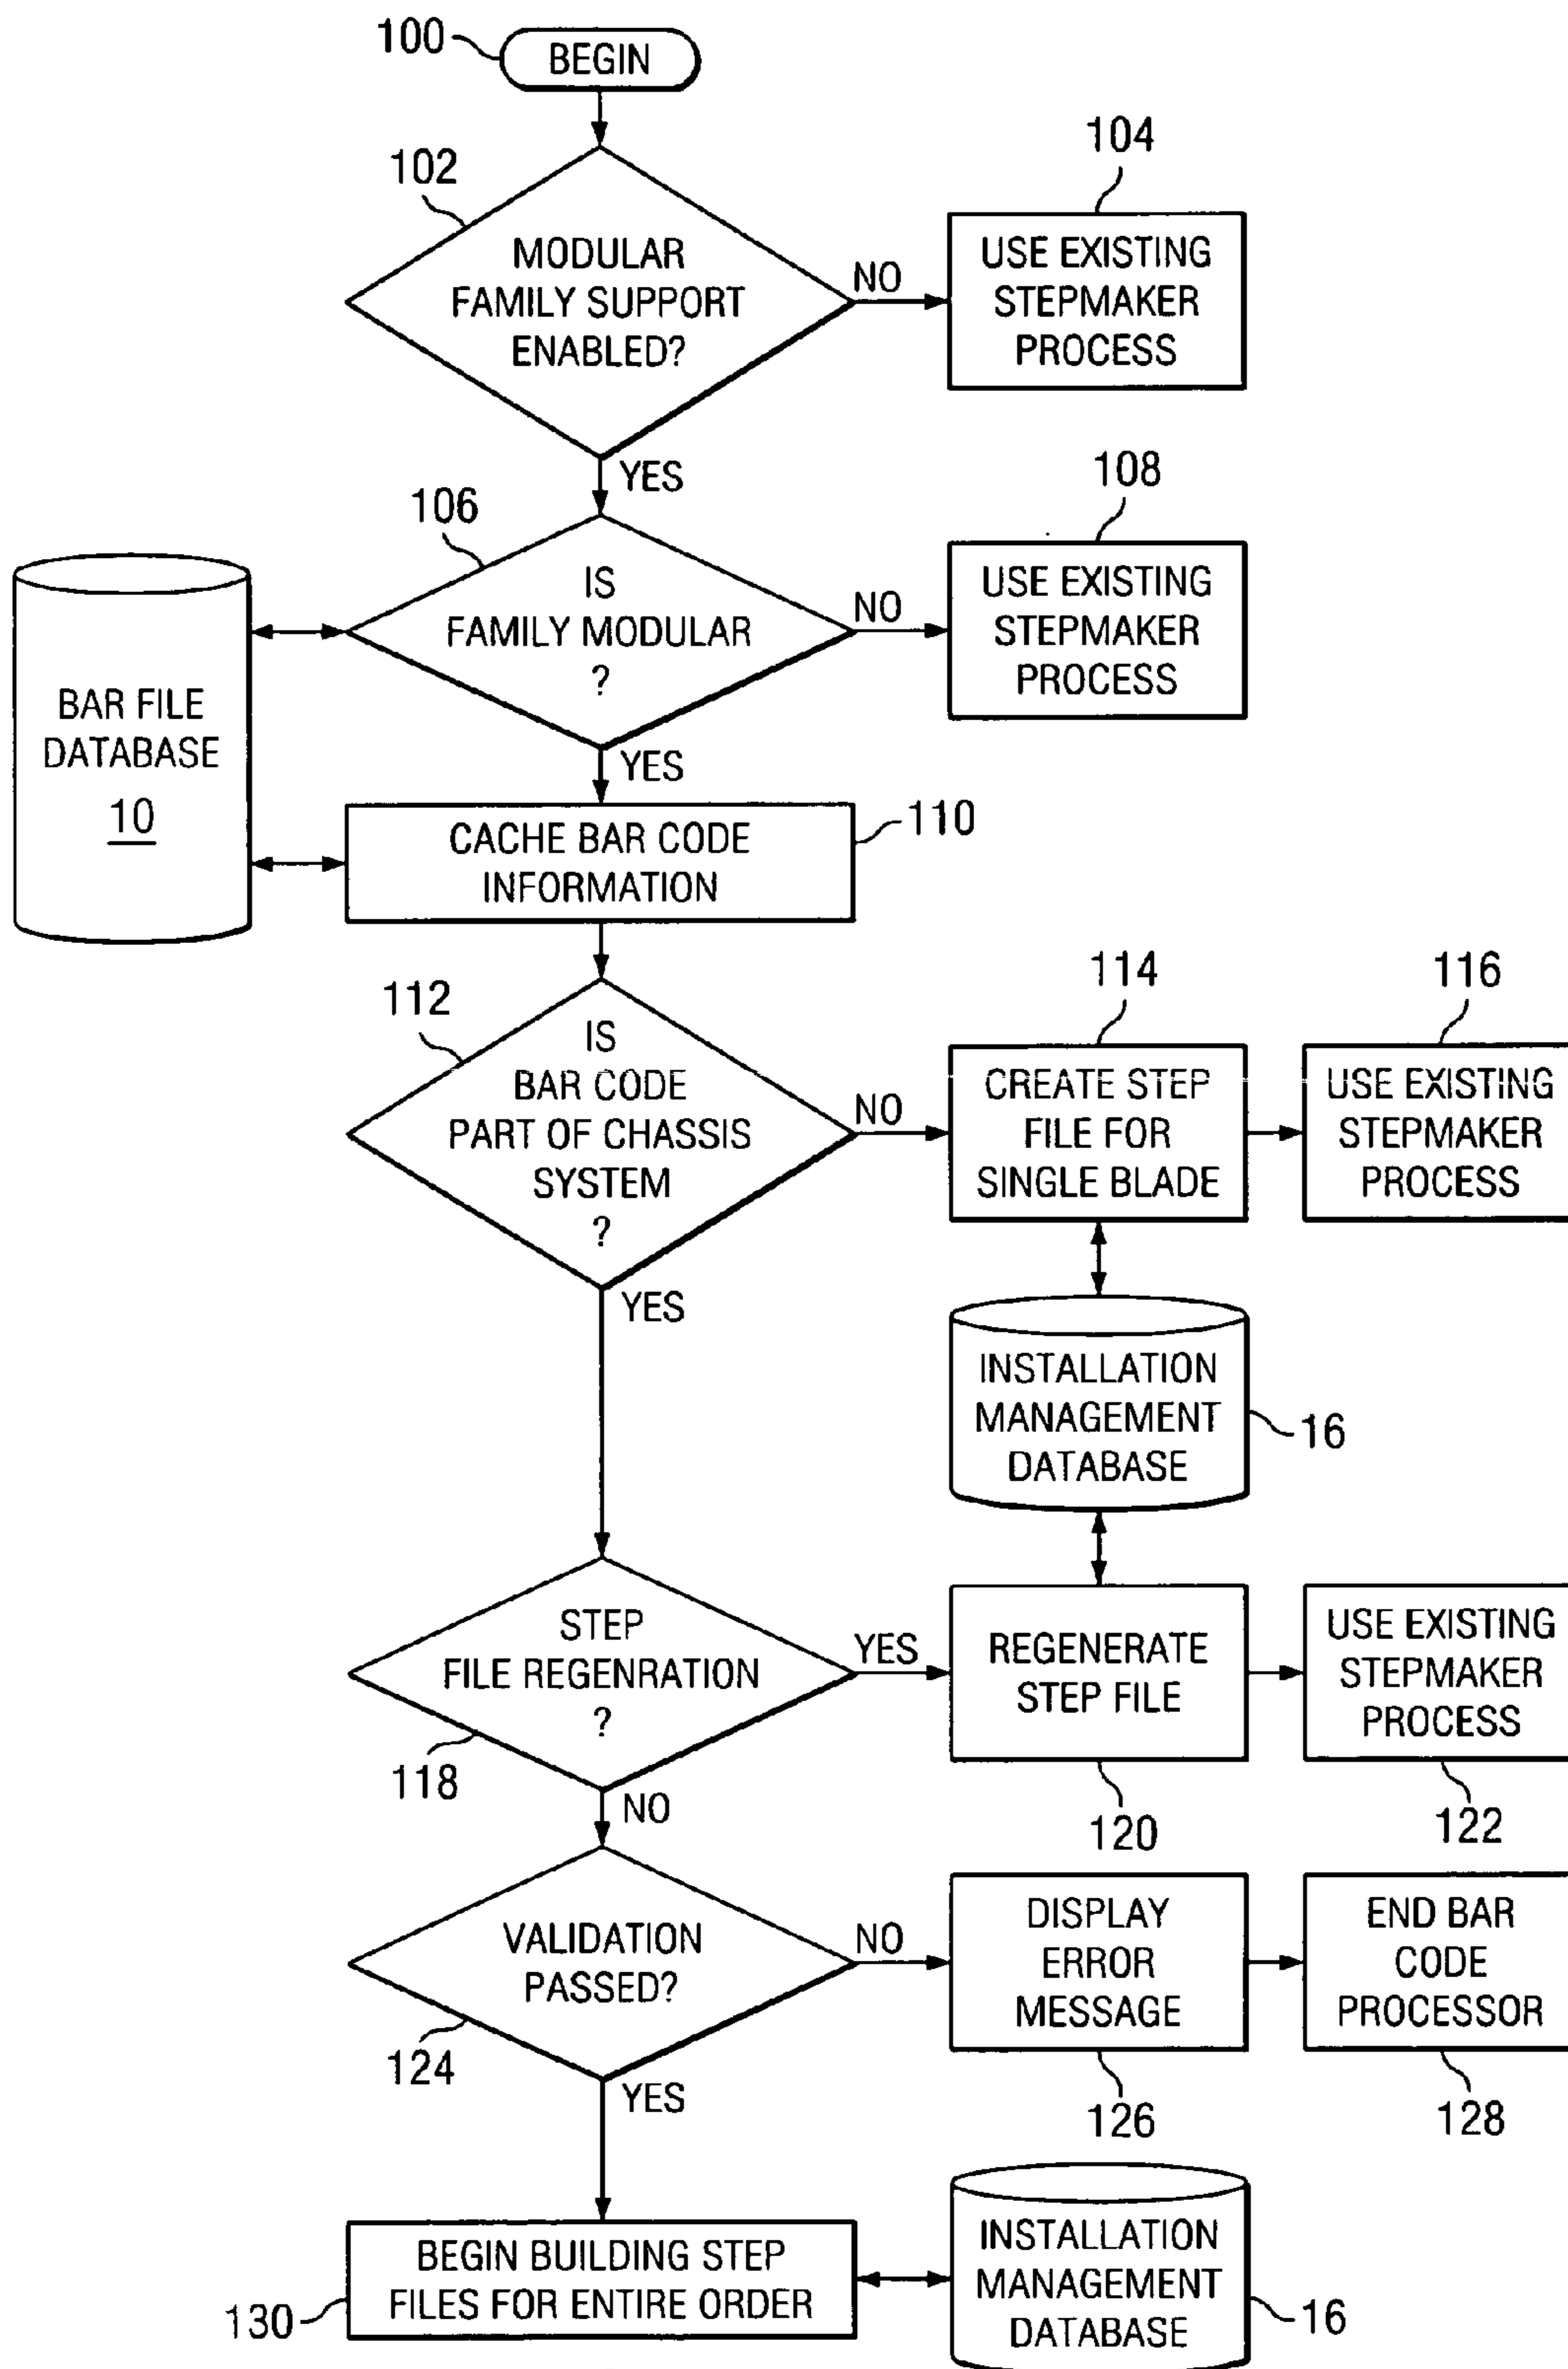 100
BEGIN
102
MODULAR
FAMILY SUPPORT
ENABLED?
NO
104
USE EXISTING
STEPMAKER
PROCESS
YES
106
IS
FAMILY MODULAR
?
NO
108
USE EXISTING
STEPMAKER
PROCESS
BAR FILE
DATABASE
10
YES
CACHE BAR CODE
INFORMATION
110
112
IS
BAR CODE
PART OF CHASSIS
SYSTEM
?
NO
114
CREATE STEP
FILE FOR
SINGLE BLADE
116
USE EXISTING
STEPMAKER
PROCESS
YES
INSTALLATION
MANAGEMENT
DATABASE
16
STEP
FILE REGENRATION
?
118
YES
REGENERATE
STEP FILE
120
USE EXISTING
STEPMAKER
PROCESS
122
NO
VALIDATION
PASSED?
124
NO
DISPLAY
ERROR
MESSAGE
126
END BAR
CODE
PROCESSOR
128
YES
BEGIN BUILDING STEP
FILES FOR ENTIRE ORDER
130
INSTALLATION
MANAGEMENT
DATABASE
16